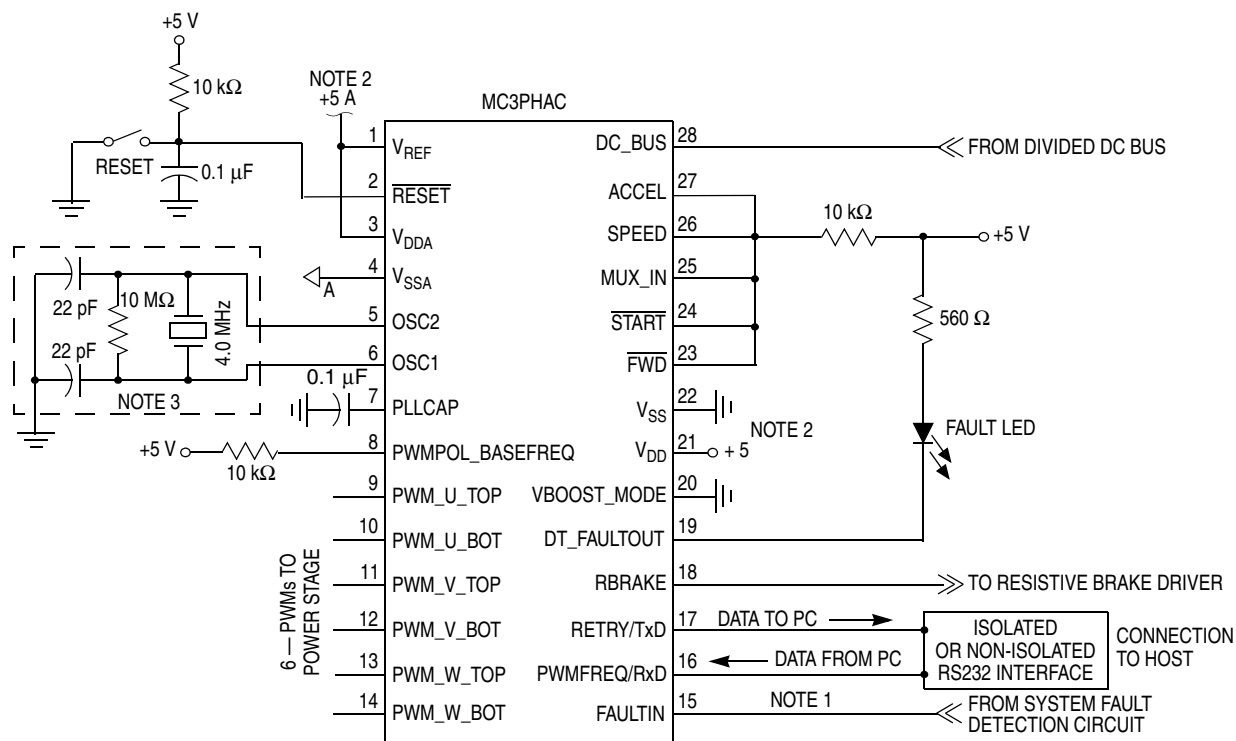 +5 V
10 kΩ
RESET
0.1 μF
NOTE 2
+5 A
MC3PHAC
1
VREF
2
RESET
3
VDDA
4
VSSA
A
5
OSC2
6
OSC1
7
PLLCAP
8
PWMPOL_BASEFREQ
9
PWM_U_TOP
10
PWM_U_BOT
11
PWM_V_TOP
12
PWM_V_BOT
13
PWM_W_TOP
14
PWM_W_BOT
22 pF
10 MΩ
4.0 MHz
22 pF
NOTE 3
0.1 μF
+5 V
10 kΩ
6 — PWMs TO
POWER STAGE
DC_BUS
28
FROM DIVIDED DC BUS
ACCEL
27
SPEED
26
10 kΩ
+5 V
MUX_IN
25
START
24
560 Ω
FWD
23
VSS
22
NOTE 2
VDD
21
+ 5
FAULT LED
VBOOST_MODE
20
DT_FAULTOUT
19
RBRAKE
18
TO RESISTIVE BRAKE DRIVER
RETRY/TxD
17
DATA TO PC
PWMFREQ/RxD
16
DATA FROM PC
ISOLATED
OR NON-ISOLATED
RS232 INTERFACE
CONNECTION
TO HOST
FAULTIN
15
NOTE 1
FROM SYSTEM FAULT
DETECTION CIRCUIT